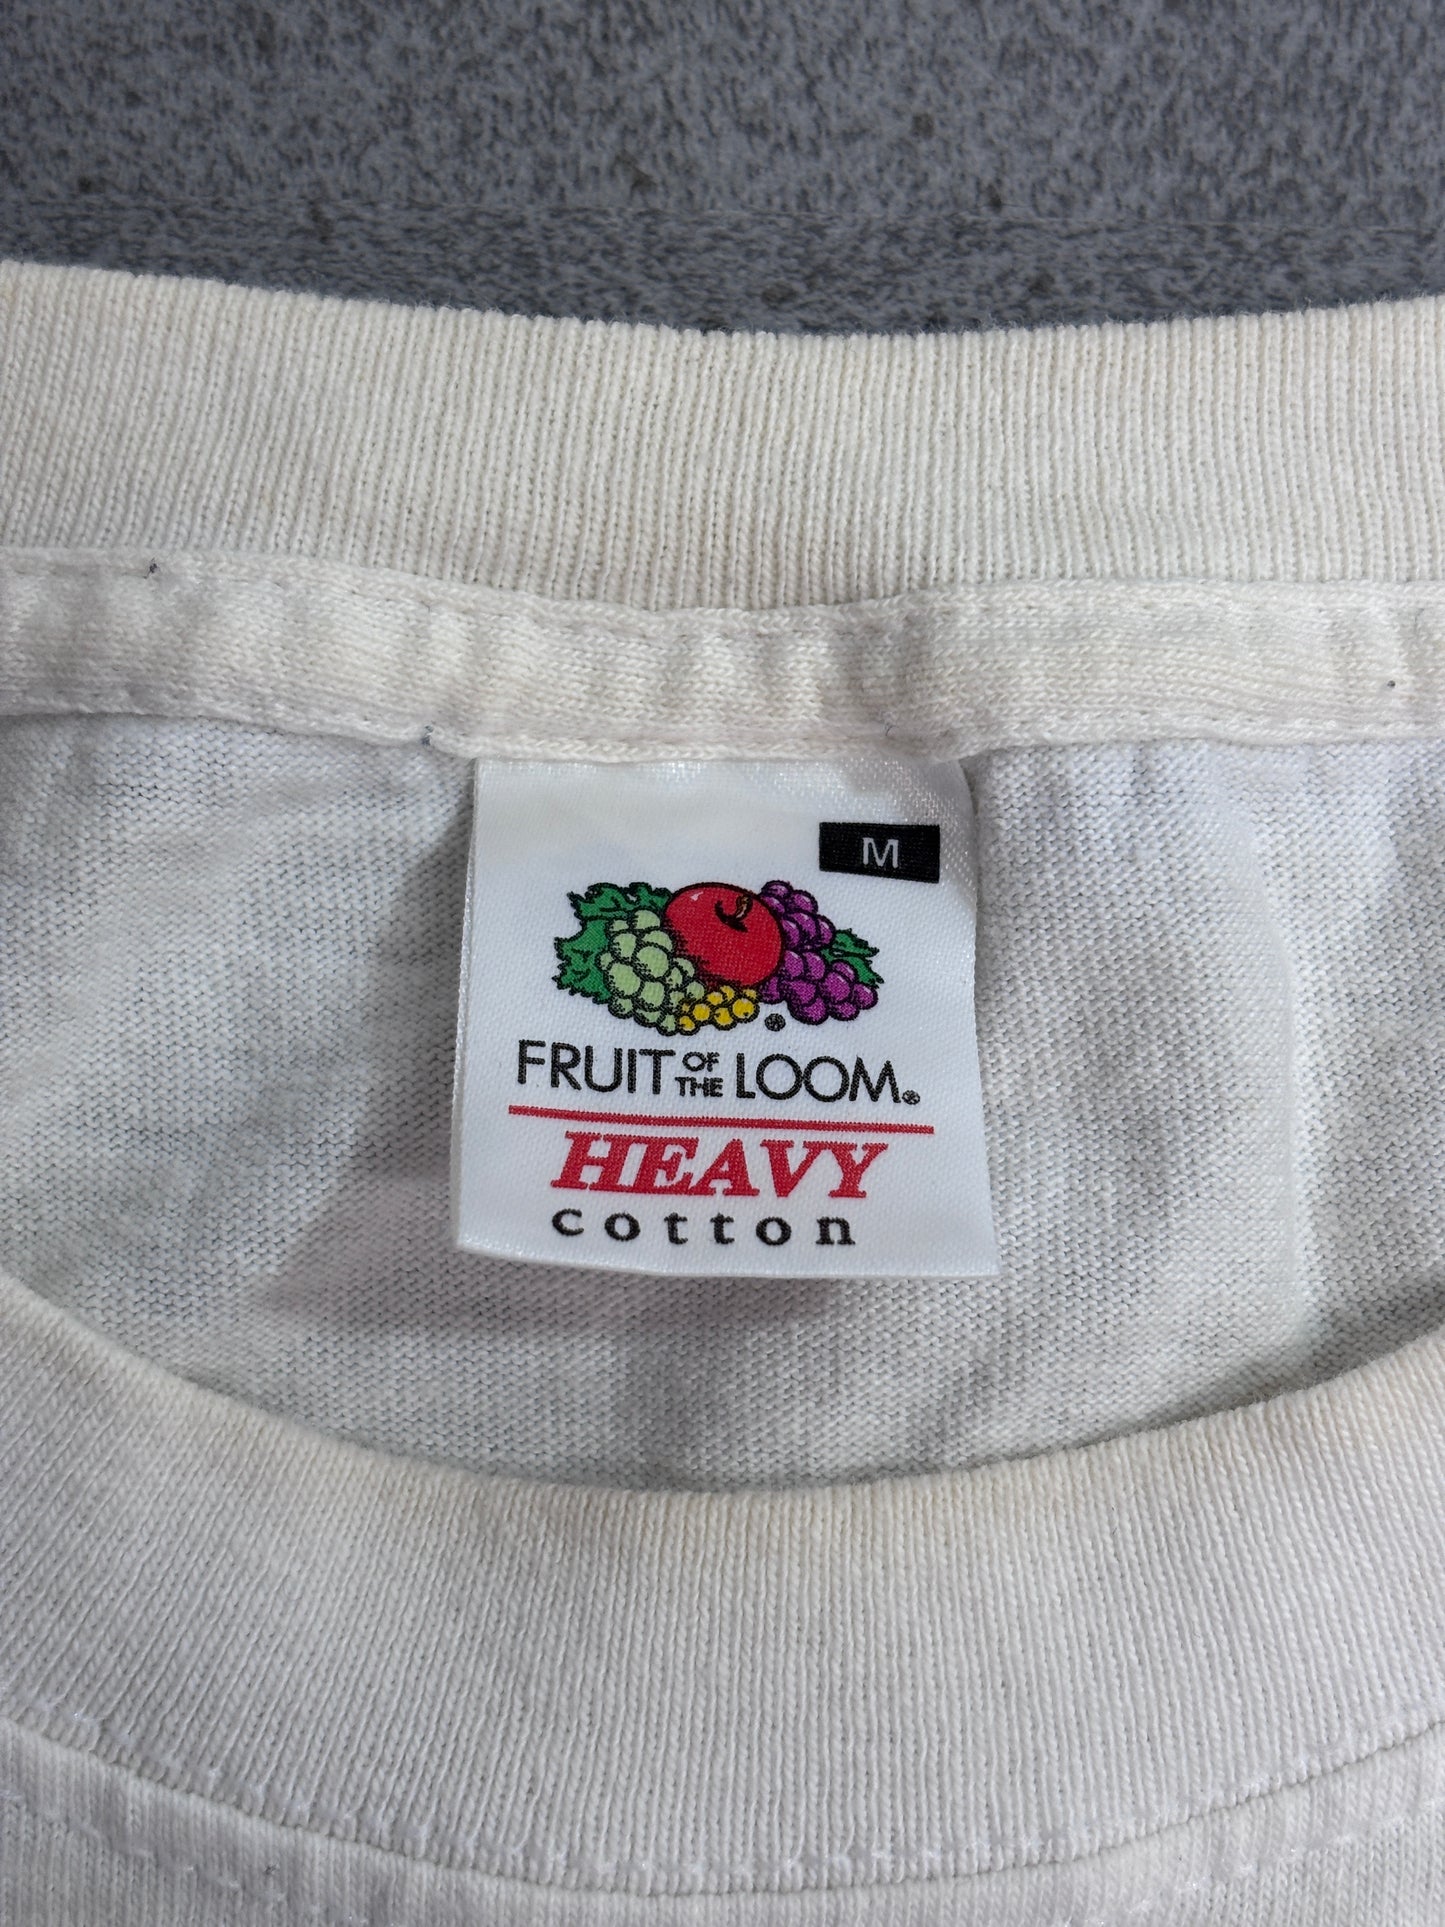 M
FRUIT OF THE LOOM®
HEAVY
cotton